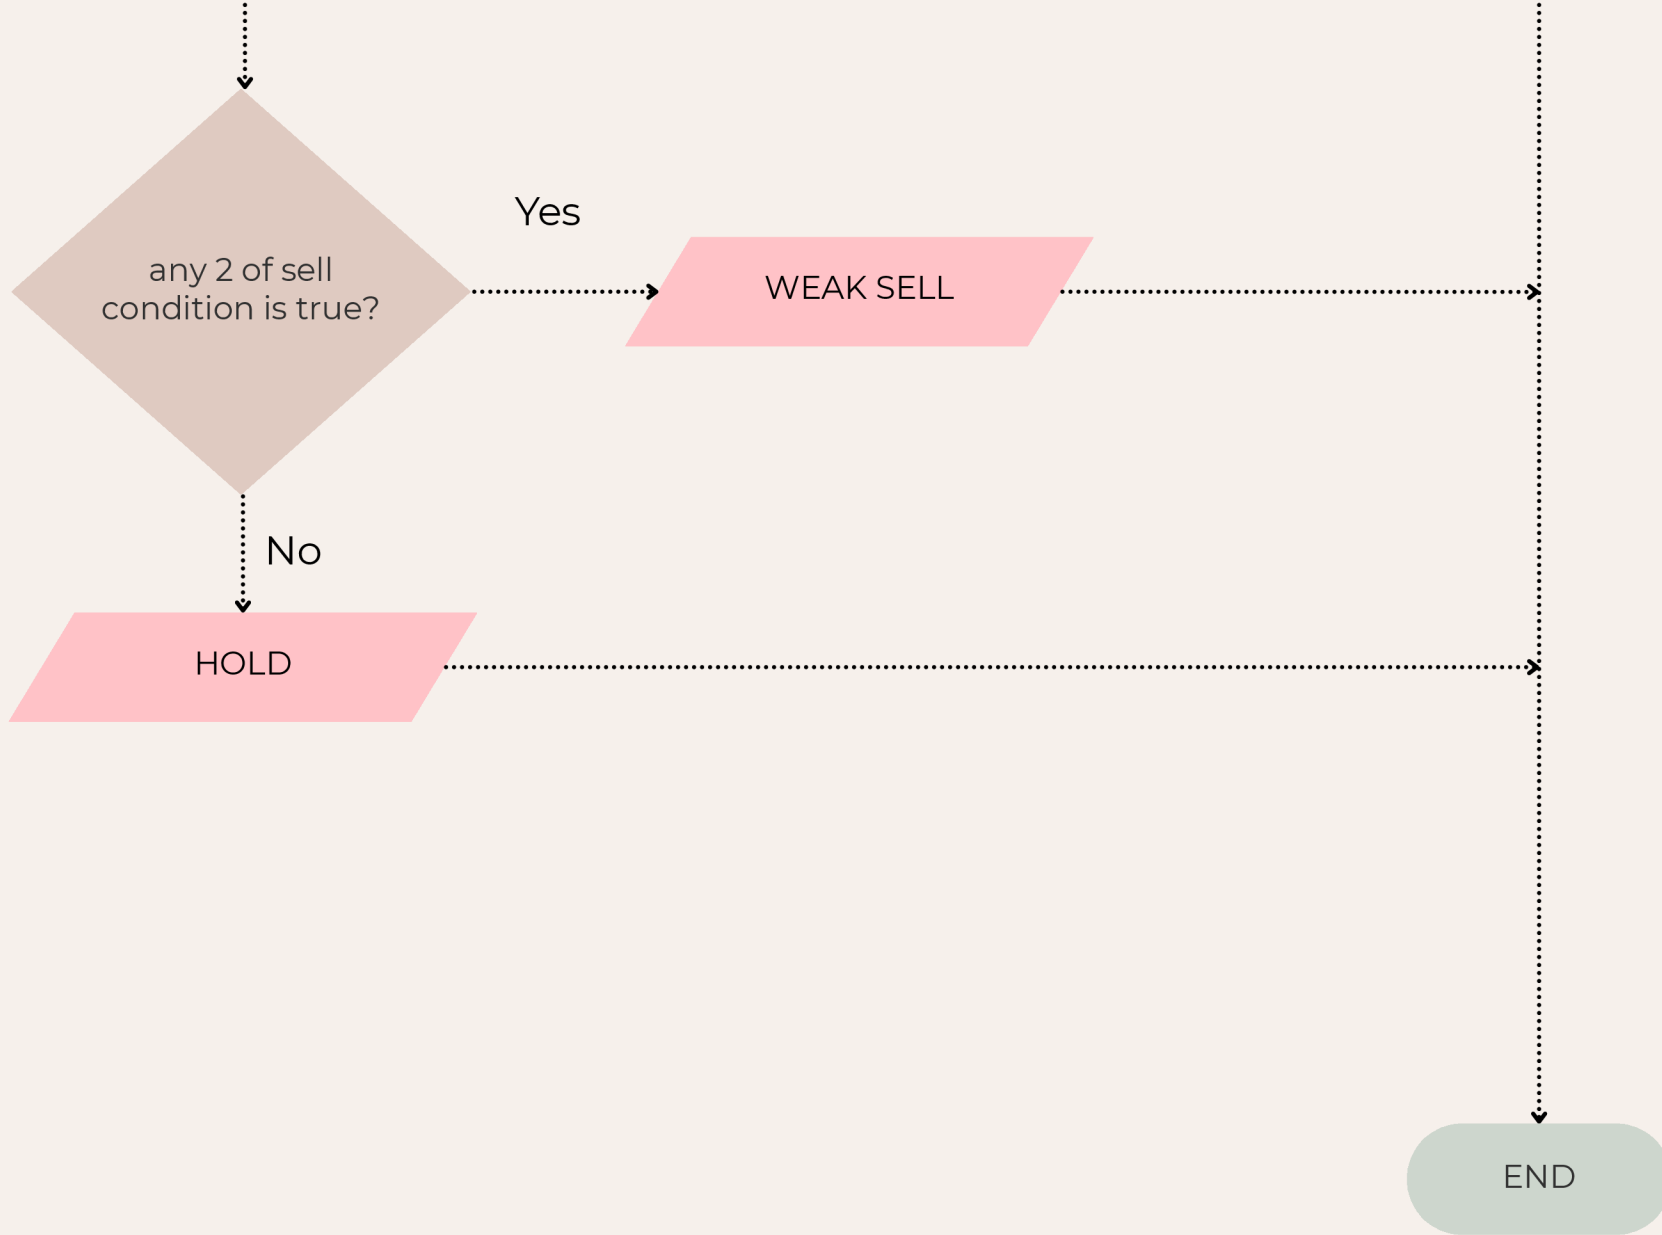 Yes
any 2 of sell
condition is true?
WEAK SELL
No
HOLD
END